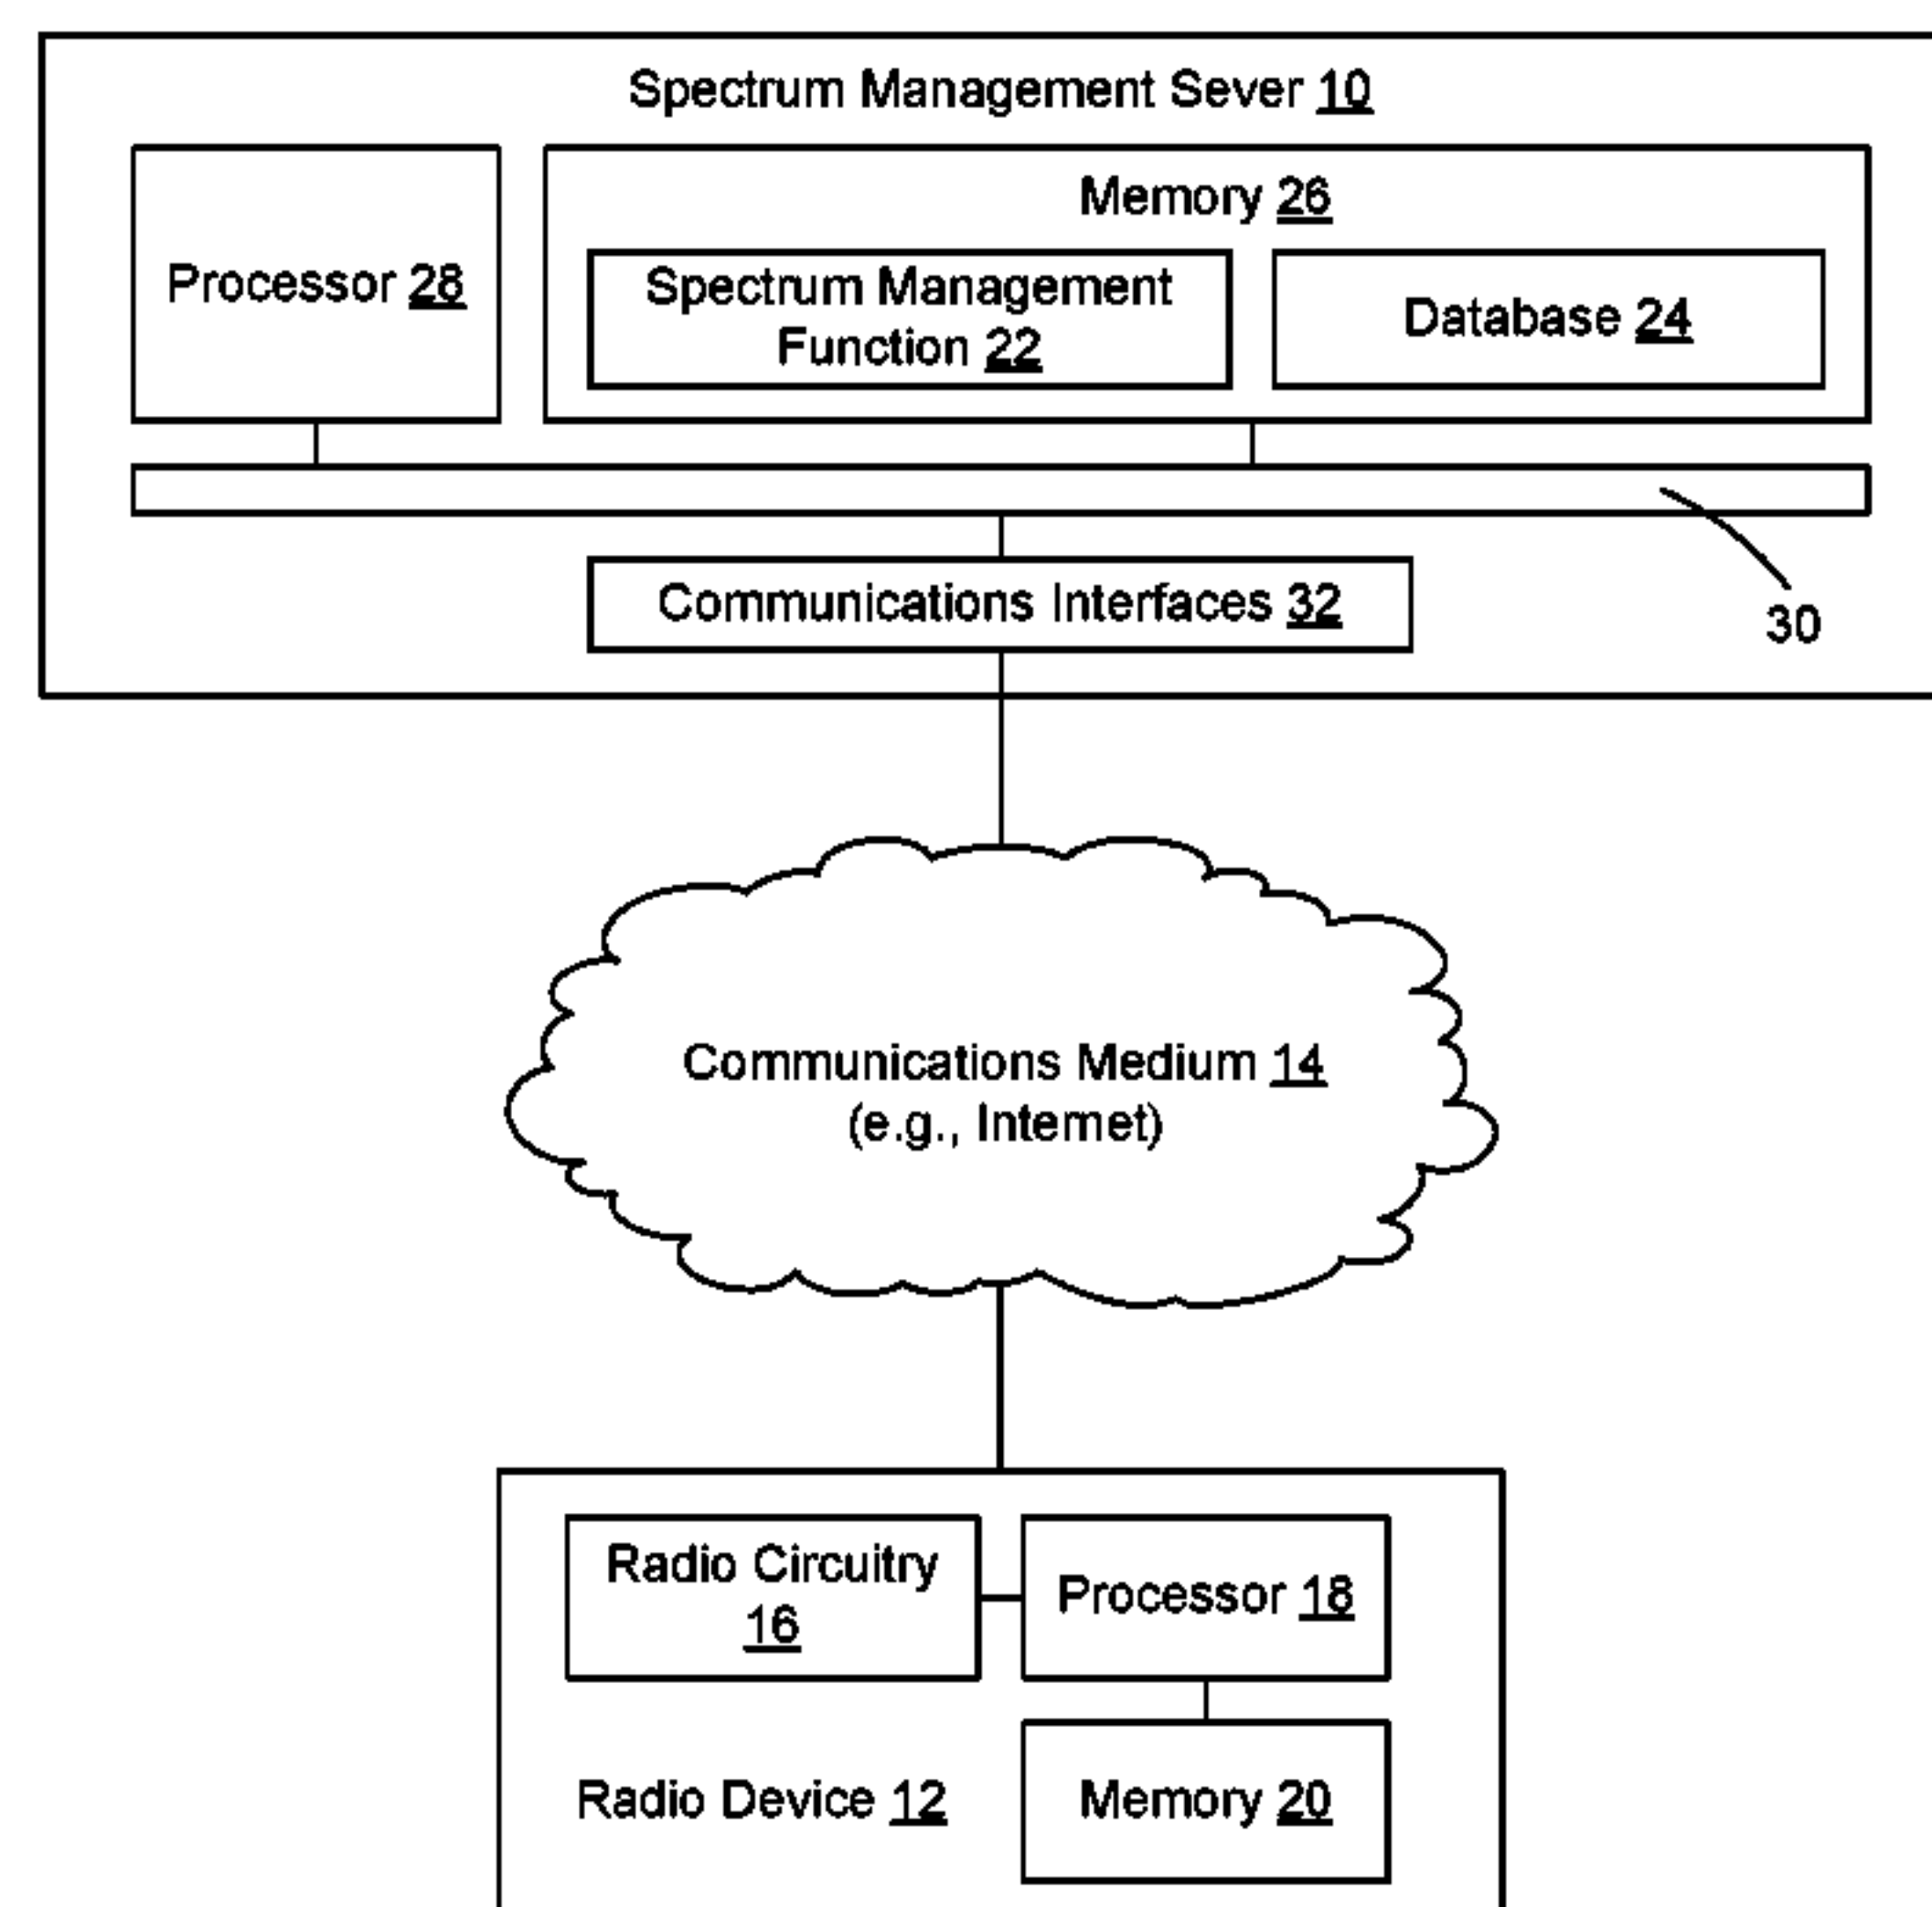 Spectrum Management Sever 10
Memory 26
Processor 28
Spectrum Management
Function 22
Database 24
Communications Interfaces 32
30
Communications Medium 14
(e.g., Internet)
Radio Circuitry
16
Processor 18
Radio Device 12
Memory 20